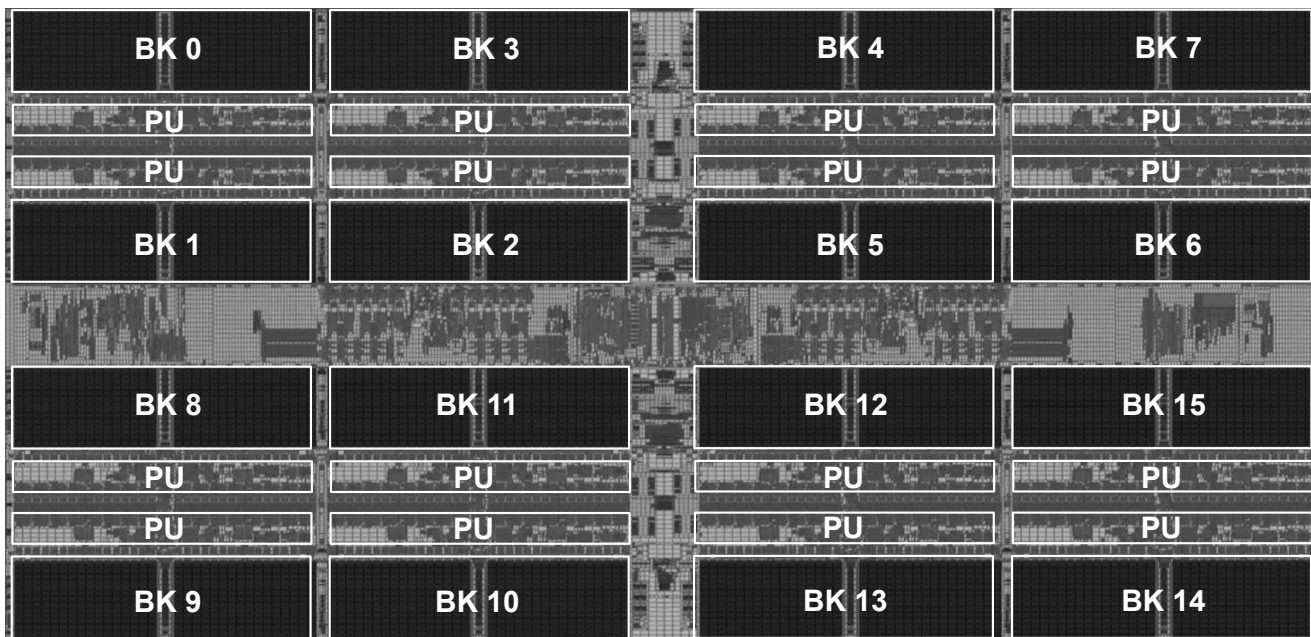 BK 0 BK 3 BK 4 BK 7
PU PU PU PU
PU PU PU PU
BK 1 BK 2 BK 5 BK 6
BK 8 BK 11 BK 12 BK 15
PU PU PU PU
PU PU PU PU
BK 9 BK 10 BK 13 BK 14